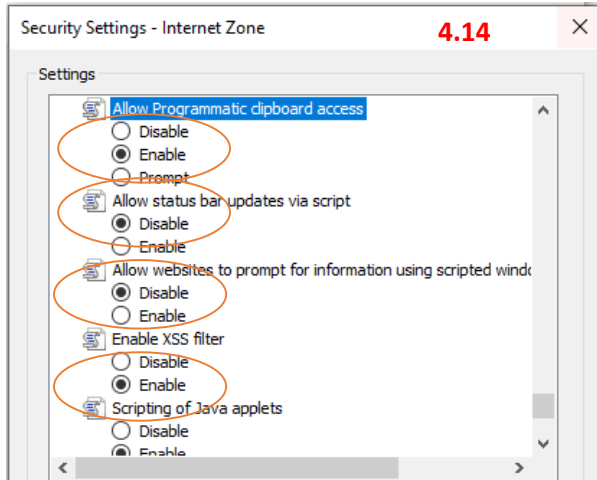 Security Settings - Internet Zone
4.14
Settings
Allow Programmatic clipboard access
Disable
Enable
Prompt
Allow status bar updates via script
Disable
Enable
Allow websites to prompt for information using scripted windo
Disable
Enable
Enable XSS filter
Disable
Enable
Scripting of Java applets
Disable
Enable